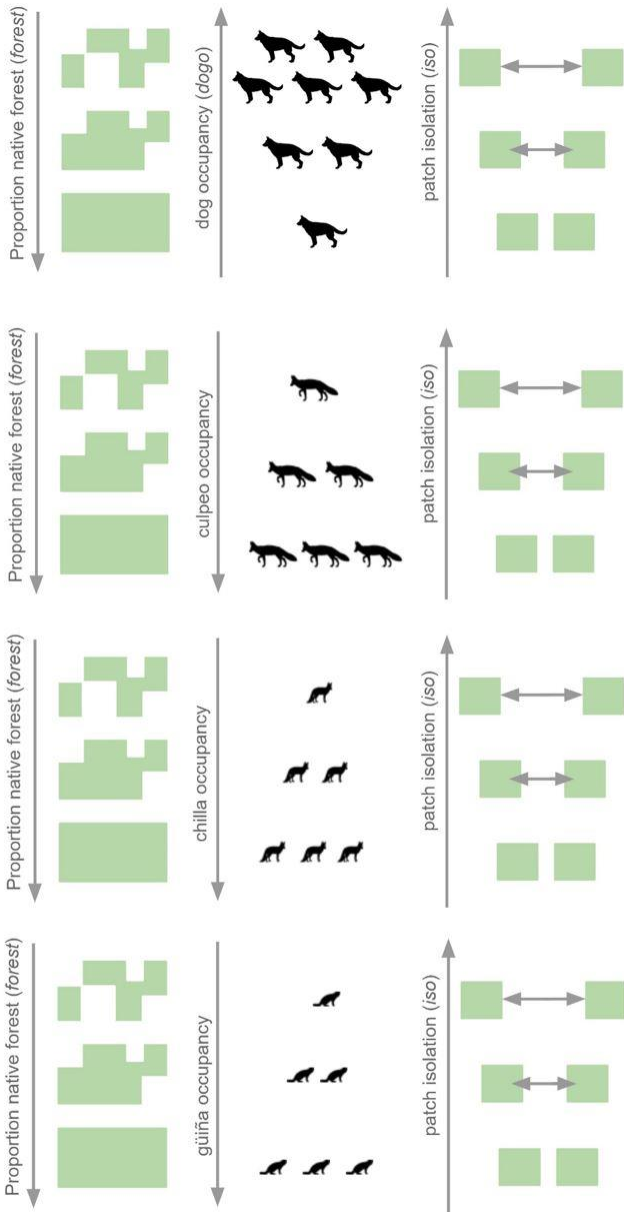 Proportion native forest (forest)
dog occupancy (dogo)
patch isolation (iso)
Proportion native forest (forest)
culpeo occupancy
patch isolation (iso)
Proportion native forest (forest)
chilla occupancy
patch isolation (iso)
Proportion native forest (forest)
güiña occupancy
patch isolation (iso)